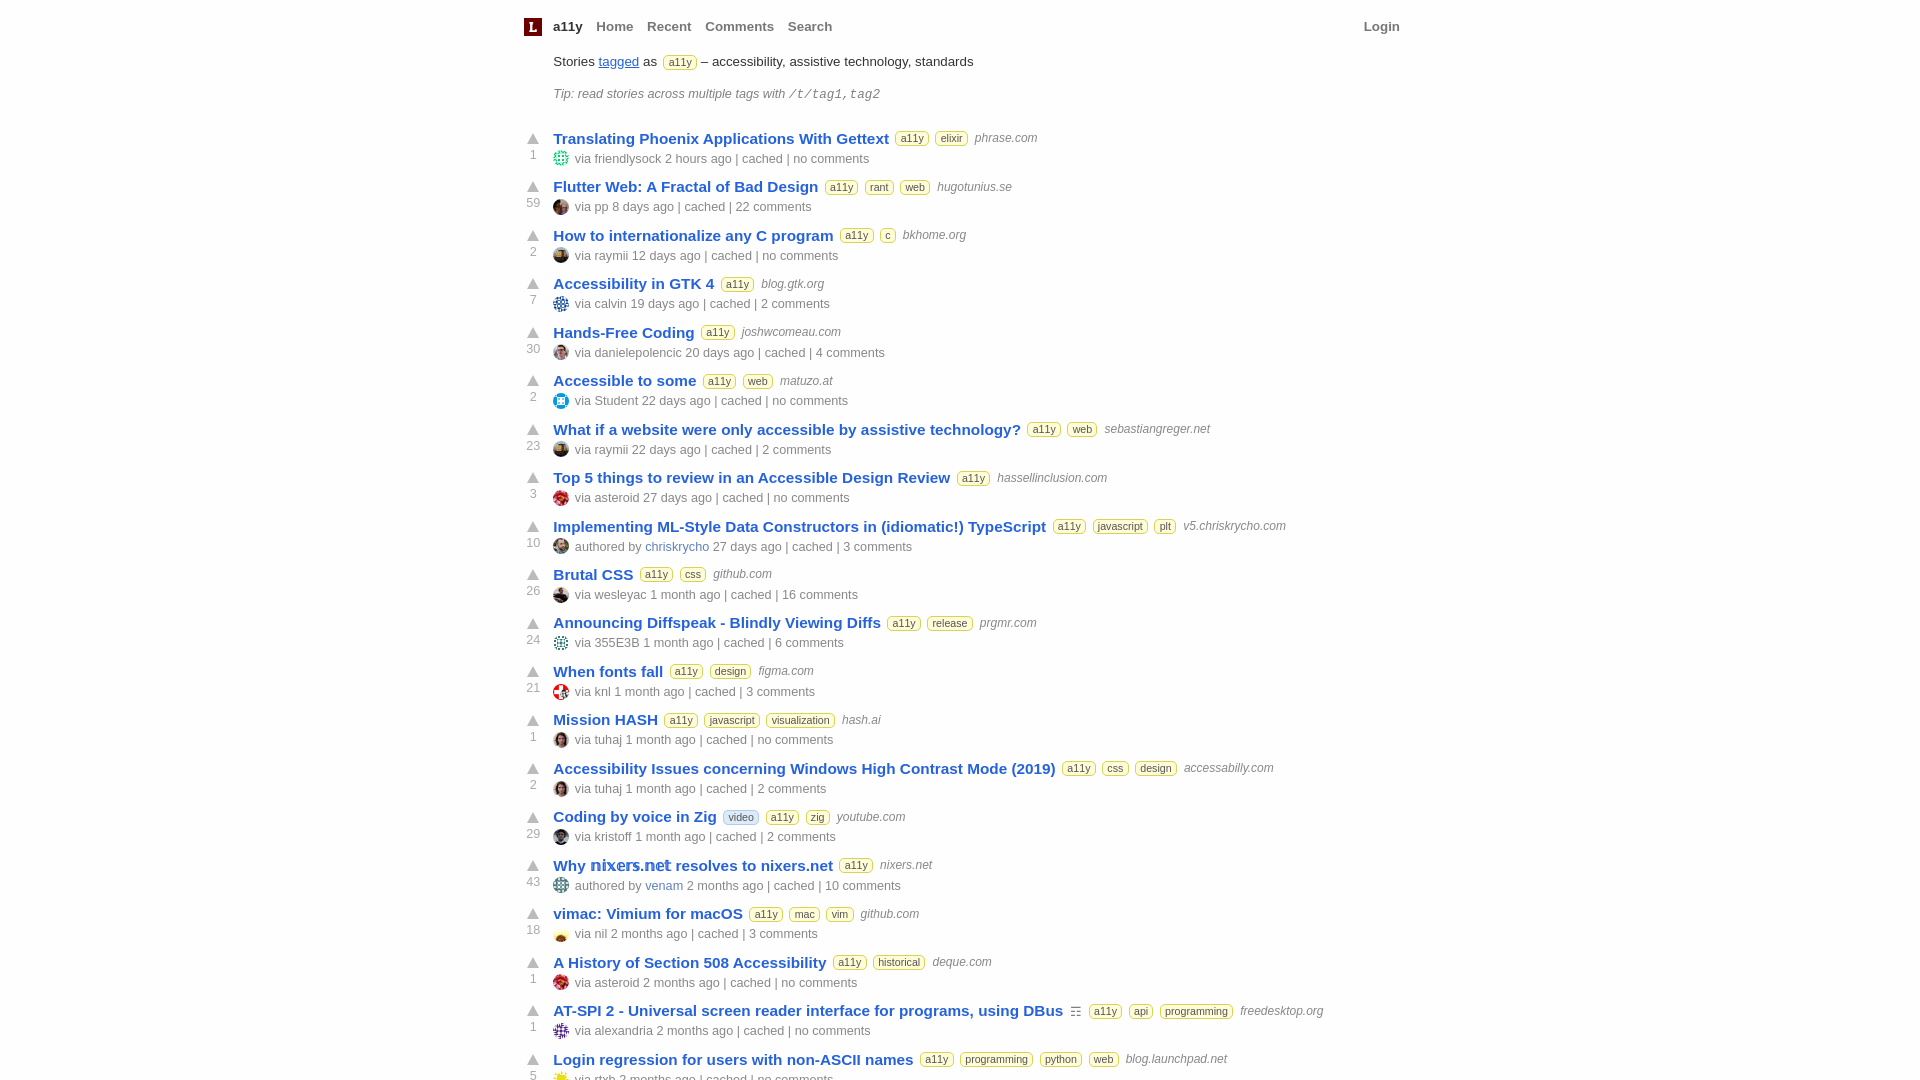 L a11y Home Recent Comments Search Login
Stories tagged as a11y – accessibility, assistive technology, standards
Tip: read stories across multiple tags with /t/tag1,tag2
Translating Phoenix Applications With Gettext a11y elixir phrase.com
1 via friendlysock 2 hours ago | cached | no comments
Flutter Web: A Fractal of Bad Design a11y rant web hugotunius.se
59 via pp 8 days ago | cached | 22 comments
How to internationalize any C program a11y c bkhome.org
2 via raymii 12 days ago | cached | no comments
Accessibility in GTK 4 a11y blog.gtk.org
7 via calvin 19 days ago | cached | 2 comments
Hands-Free Coding a11y joshwcomeau.com
30 via danielepolencic 20 days ago | cached | 4 comments
Accessible to some a11y web matuzo.at
2 via Student 22 days ago | cached | no comments
What if a website were only accessible by assistive technology? a11y web sebastiangreger.net
23 via raymii 22 days ago | cached | 2 comments
Top 5 things to review in an Accessible Design Review a11y hassellinclusion.com
3 via asteroid 27 days ago | cached | no comments
Implementing ML-Style Data Constructors in (idiomatic!) TypeScript a11y javascript plt v5.chriskrycho.com
10 authored by chriskrycho 27 days ago | cached | 3 comments
Brutal CSS a11y css github.com
26 via wesleyac 1 month ago | cached | 16 comments
Announcing Diffspeak - Blindly Viewing Diffs a11y release prgmr.com
24 via 355E3B 1 month ago | cached | 6 comments
When fonts fall a11y design figma.com
21 via knl 1 month ago | cached | 3 comments
Mission HASH a11y javascript visualization hash.ai
1 via tuhaj 1 month ago | cached | no comments
Accessibility Issues concerning Windows High Contrast Mode (2019) a11y css design accessabilly.com
2 via tuhaj 1 month ago | cached | 2 comments
Coding by voice in Zig video a11y zig youtube.com
29 via kristoff 1 month ago | cached | 2 comments
Why 𝕟𝕚𝕩𝕖𝕣𝕤.𝕟𝕖𝕥 resolves to nixers.net a11y nixers.net
43 authored by venam 2 months ago | cached | 10 comments
vimac: Vimium for macOS a11y mac vim github.com
18 via nil 2 months ago | cached | 3 comments
A History of Section 508 Accessibility a11y historical deque.com
1 via asteroid 2 months ago | cached | no comments
AT-SPI 2 - Universal screen reader interface for programs, using DBus ☶ a11y api programming freedesktop.org
1 via alexandria 2 months ago | cached | no comments
Login regression for users with non-ASCII names a11y programming python web blog.launchpad.net
5 via rtxb 2 months ago | cached | no comments